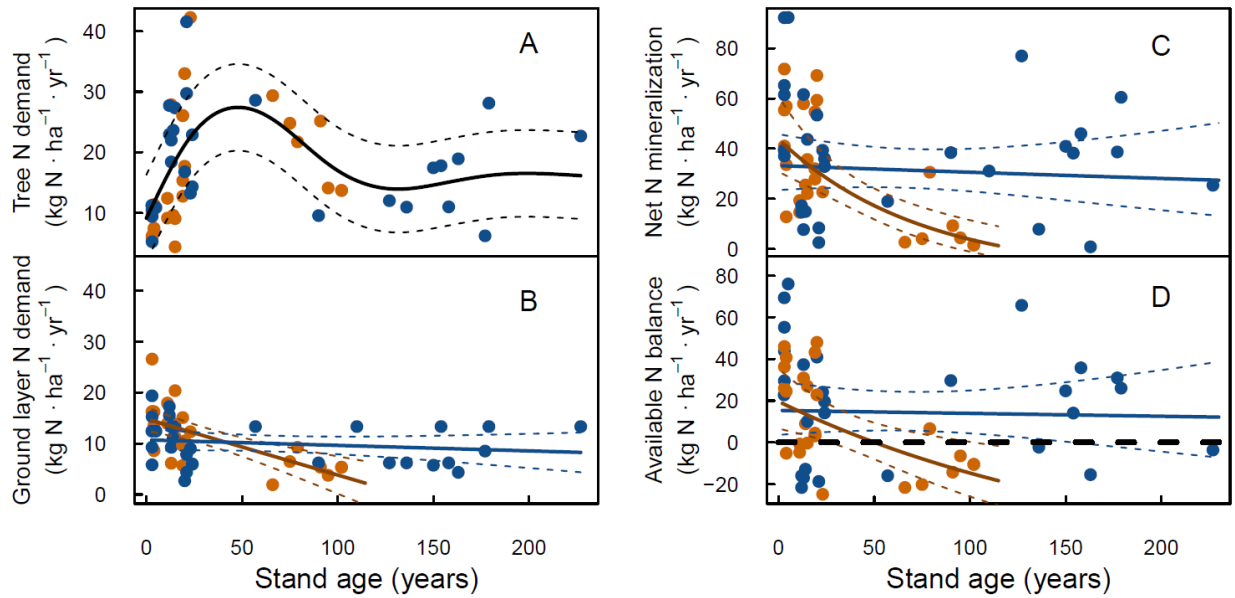 Tree N demand
(kg N · ha⁻¹ · yr⁻¹)
40
30
20
10
A
Ground layer N demand
(kg N · ha⁻¹ · yr⁻¹)
40
30
20
10
0
B
0 50 100 150 200
Stand age (years)
Net N mineralization
(kg N · ha⁻¹ · yr⁻¹)
80
60
40
20
0
C
Available N balance
(kg N · ha⁻¹ · yr⁻¹)
80
60
40
20
0
−20
D
0 50 100 150 200
Stand age (years)